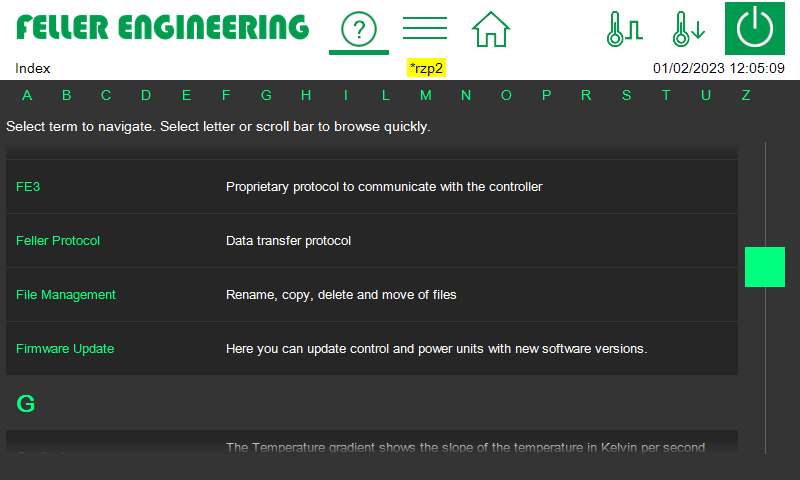 FELLER ENGINEERING
?
Index *rzp2 01/02/2023 12:05:09
A B C D E F G H I L M N O P R S T U Z
Select term to navigate. Select letter or scroll bar to browse quickly.
FE3 Proprietary protocol to communicate with the controller
Feller Protocol Data transfer protocol
File Management Rename, copy, delete and move of files
Firmware Update Here you can update control and power units with new software versions.
G
The Temperature gradient shows the slope of the temperature in Kelvin per second